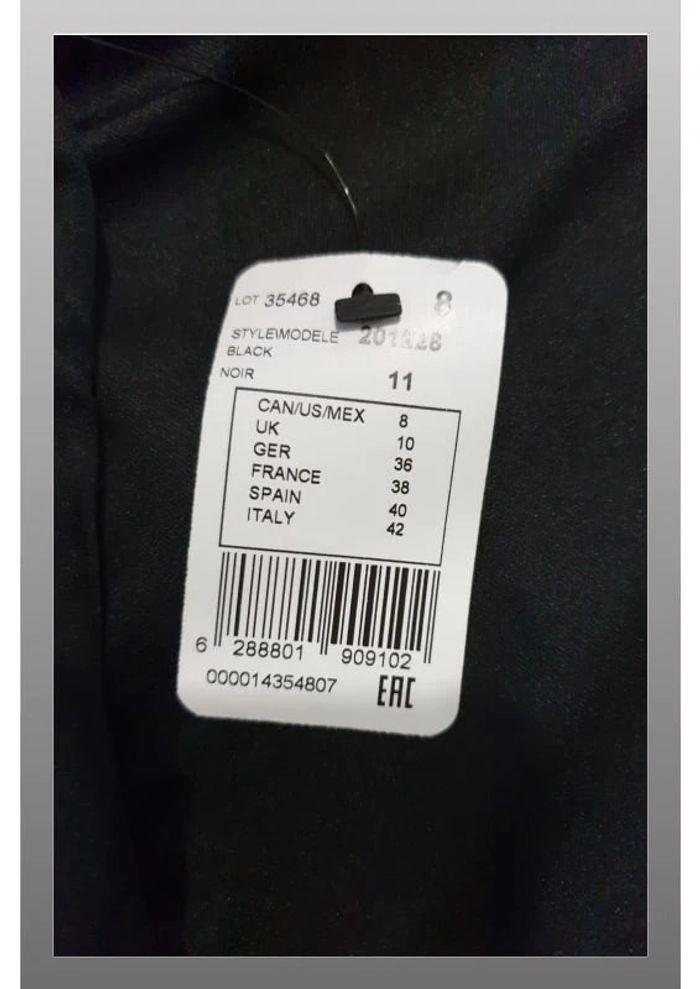 LOT 35468 8
STYLE\MODELE
BLACK
NOIR 11
CAN/US/MEX 8
UK 10
GER 36
FRANCE 38
SPAIN 40
ITALY 42
6 288801 909102
000014354807 EAC